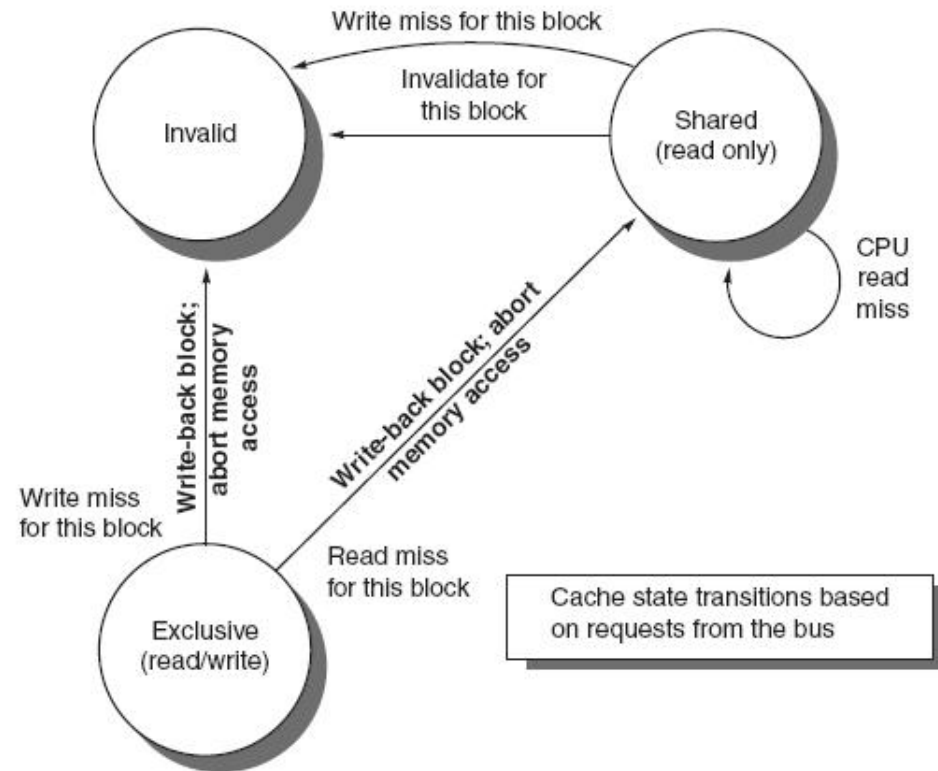 Write miss for this block
Invalidate for
this block
Invalid
Shared
(read only)
CPU
read
miss
Write-back block;
abort memory
access
Write-back block; abort
memory access
Write miss
for this block
Read miss
for this block
Exclusive
(read/write)
Cache state transitions based
on requests from the bus